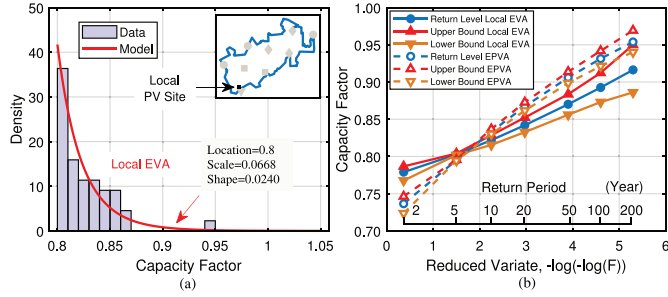 50
40
30
20
10
0
Density
Data
Model
Local
PV Site
Local EVA
Location=0.8
Scale=0.0668
Shape=0.0240
0.8
0.85
0.9
0.95
1
1.05
Capacity Factor
(a)
1.00
0.95
0.90
0.85
0.80
0.75
0.70
Capacity Factor
Return Level Local EVA
Upper Bound Local EVA
Lower Bound Local EVA
Return Level EPVA
Upper Bound EPVA
Lower Bound EPVA
Return Period (Year)
2 5 10 20 50 100 200
0 1 2 3 4 5 6
Reduced Variate, -log(-log(F))
(b)